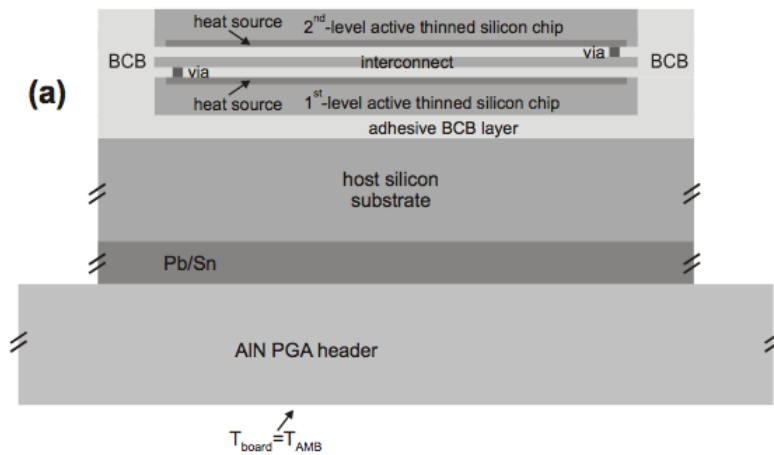 heat source 2nd-level active thinned silicon chip
BCB via BCB
interconnect
via
(a)
heat source 1st-level active thinned silicon chip
adhesive BCB layer
host silicon
substrate
Pb/Sn
AlN PGA header
Tboard=TAMB